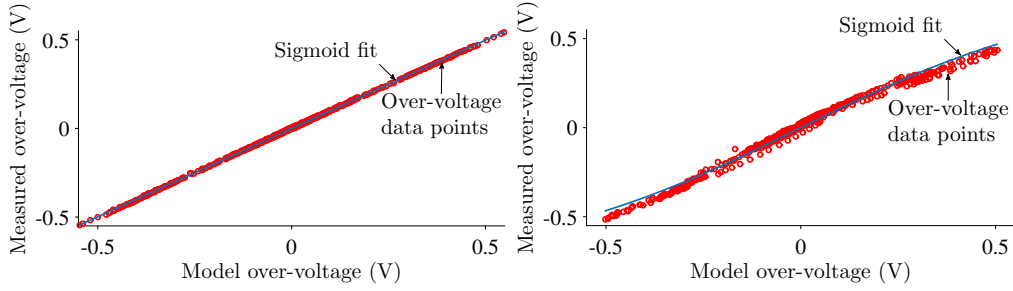 Measured over-voltage (V)
0.5
0
-0.5
-0.5
0
0.5
Model over-voltage (V)
Sigmoid fit
Over-voltage
data points
Measured over-voltage (V)
0.5
0
-0.5
-0.5
0
0.5
Model over-voltage (V)
Sigmoid fit
Over-voltage
data points